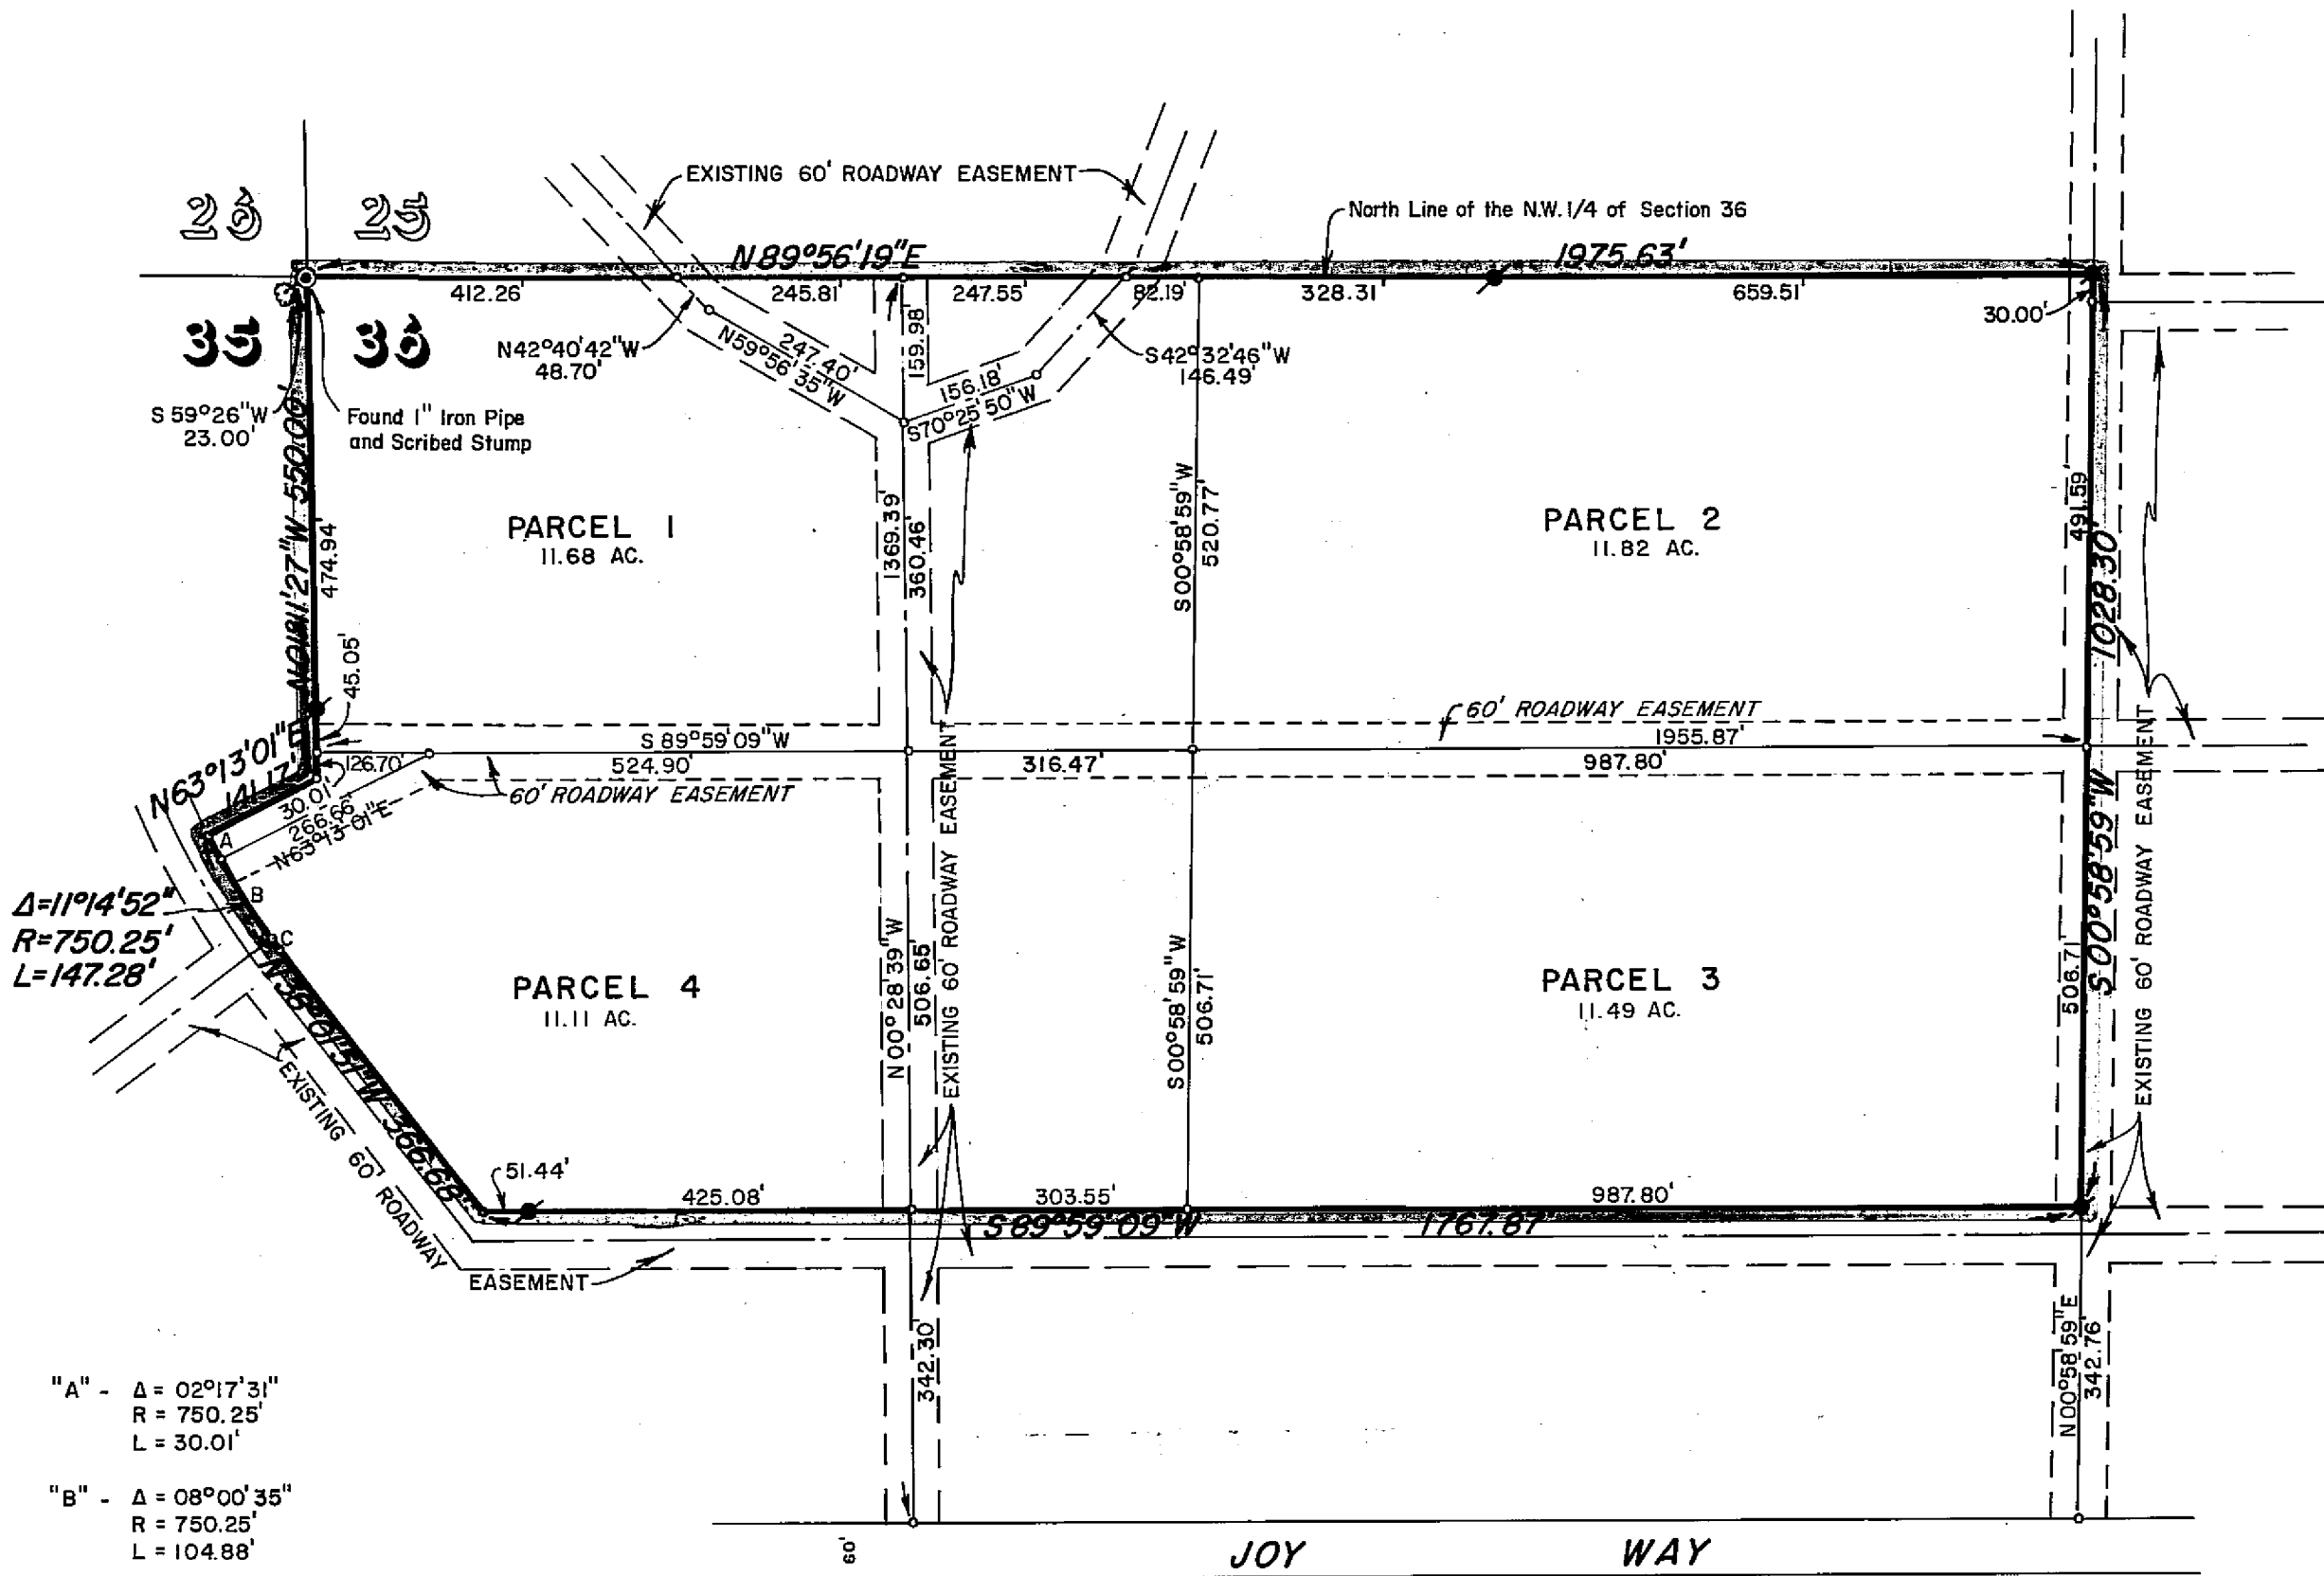 EXISTING 60' ROADWAY EASEMENT
26 25
North Line of the N.W. 1/4 of Section 36
N89°56'19"E
1975.63'
412.26'
245.81'
247.55'
82.19'
328.31'
659.51'
30.00'
35 36
N42°40'42"W
48.70'
247.40'
N59°56'35"W
159.98
156.18'
S70°25'50"W
S42°32'46"W
146.49'
S 59°26"W
23.00'
Found 1" Iron Pipe
and Scribed Stump
N01°11'27"W 550.00'
474.94'
45.05'
PARCEL 1
11.68 AC.
1369.39'
360.46'
S00°58'59"W
520.77'
PARCEL 2
11.82 AC.
491.59'
1028.30'
S00°58'59"W
60' ROADWAY EASEMENT
S 89°59'09"W
1955.87'
126.70'
524.90'
316.47'
987.80'
60' ROADWAY EASEMENT
N63°13'01"E
141.17'
30.01'
266.66'
N63°13'01"E
A
B
C
Δ=11°14'52"
R=750.25'
L=147.28'
EXISTING 60' ROADWAY EASEMENT
EXISTING 60' ROADWAY EASEMENT
PARCEL 4
11.11 AC.
N00°28'39"W
506.65'
S00°58'59"W
506.71'
PARCEL 3
11.49 AC.
506.71'
366.68'
EXISTING 60' ROADWAY
EASEMENT
51.44'
425.08'
303.55'
987.80'
S89°59'09"W
1767.87'
342.30'
N00°58'59"E
342.76'
"A" - Δ = 02°17'31"
R = 750.25'
L = 30.01'
"B" - Δ = 08°00'35"
R = 750.25'
L = 104.88'
60'
JOY WAY